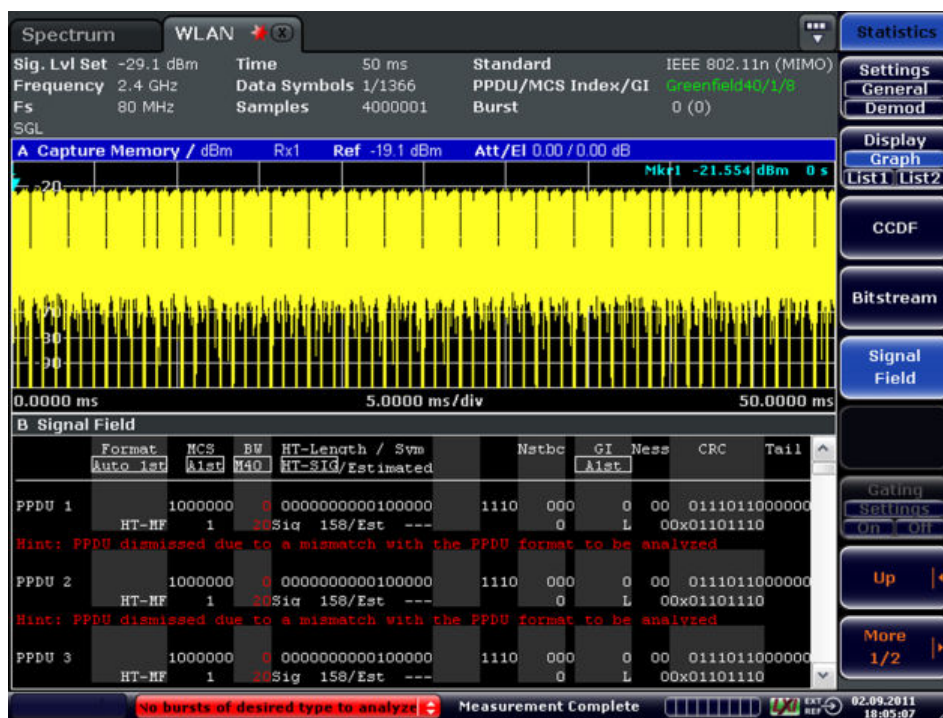 Spectrum WLAN
Statistics
Sig. Lvl Set -29.1 dBm Time 50 ms Standard IEEE 802.11n (MIMO)
Frequency 2.4 GHz Data Symbols 1/1366 PPDU/MCS Index/GI Greenfield40/1/8
Fs 80 MHz Samples 4000001 Burst 0 (0)
SGL
Settings
General
Demod
A Capture Memory / dBm Rx1 Ref -19.1 dBm Att/El 0.00 / 0.00 dB
Mkr1 -21.554 dBm 0 s
-20
-70
-80
-90
0.0000 ms 5.0000 ms/div 50.0000 ms
Display
Graph
List1 List2
CCDF
Bitstream
Signal
Field
B Signal Field
Format MCS BW HT-Length / Sym Nstbc GI Ness CRC Tail
Auto 1st A1st M40 HT-SIG/Estimated A1st
PPDU 1 1000000 0 0000000000100000 1110 000 0 00 0111011000000
HT-MF 1 20Sig 158/Est --- 0 L 00x01101110
Hint: PPDU dismissed due to a mismatch with the PPDU format to be analyzed
PPDU 2 1000000 0 0000000000100000 1110 000 0 00 0111011000000
HT-MF 1 20Sig 158/Est --- 0 L 00x01101110
Hint: PPDU dismissed due to a mismatch with the PPDU format to be analyzed
PPDU 3 1000000 0 0000000000100000 1110 000 0 00 0111011000000
HT-MF 1 20Sig 158/Est --- 0 L 00x01101110
Gating
Settings
On Off
Up
More
1/2
No bursts of desired type to analyze Measurement Complete LXI EXT REF 02.09.2011
18:05:07